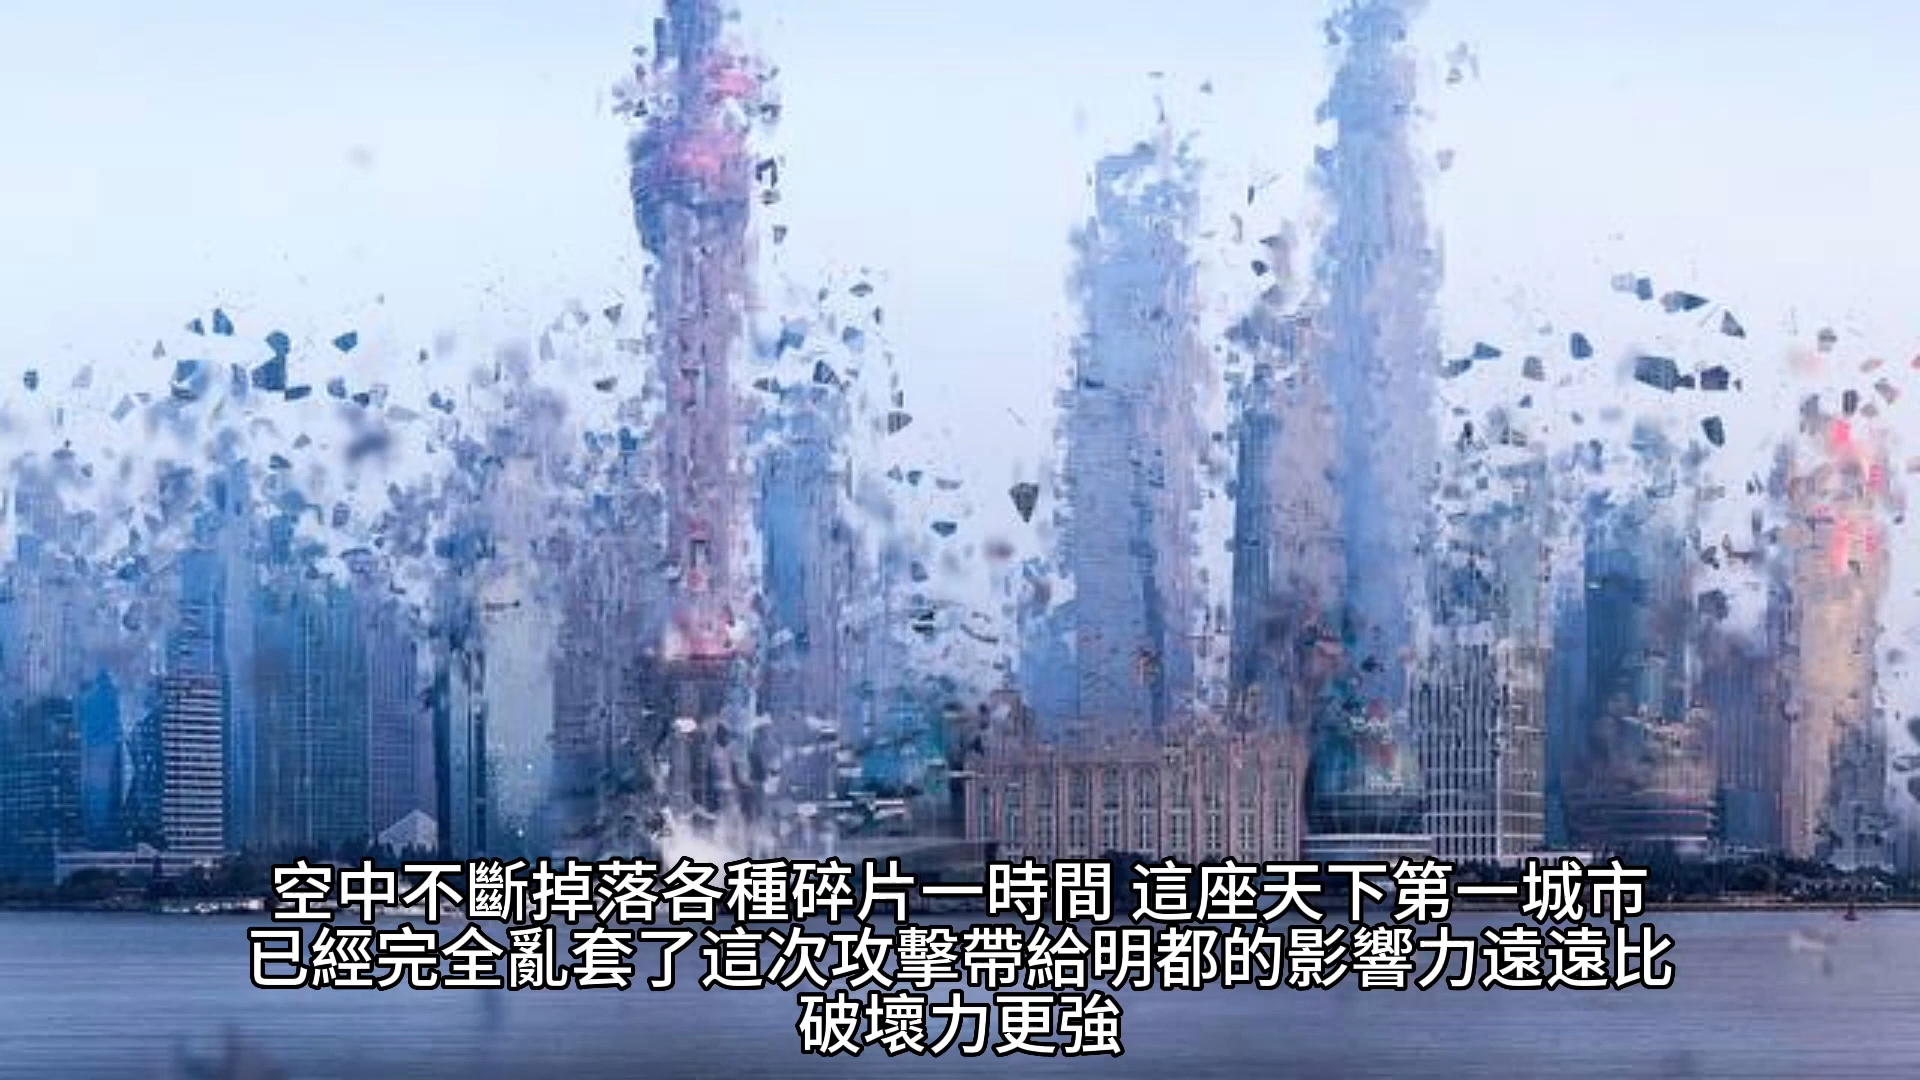 空中不斷掉落各種碎片一時間 這座天下第一城市
已經完全亂套了這次攻擊帶給明都的影響力遠遠比
破壞力更強